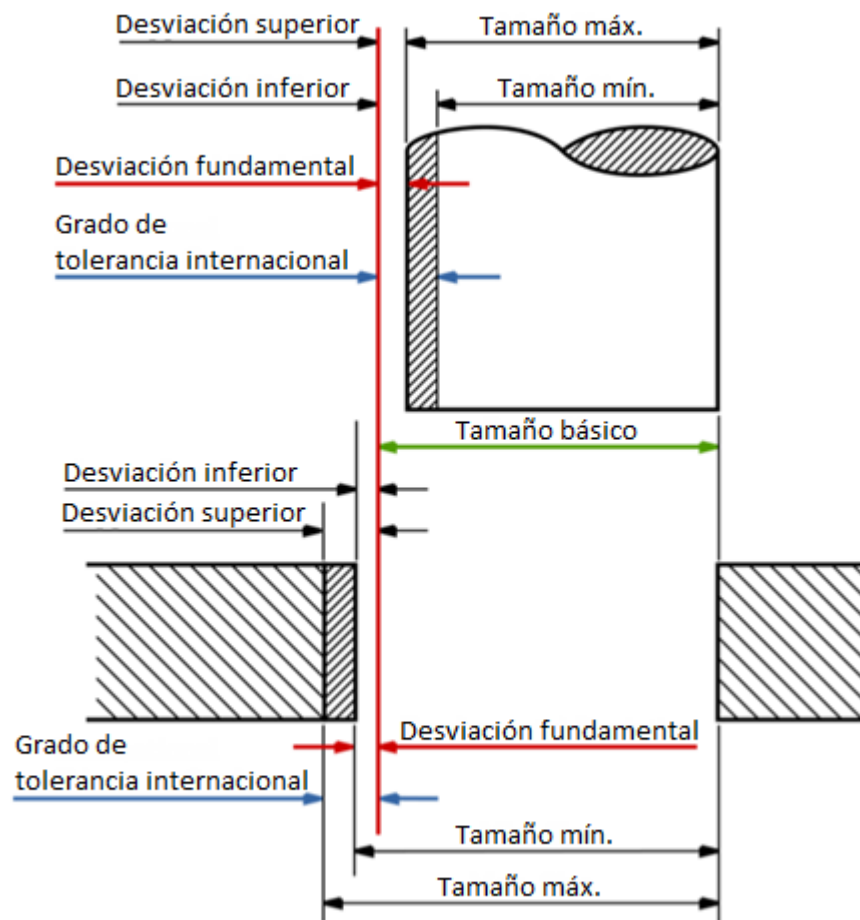 Desviación superior
Tamaño máx.
Desviación inferior
Tamaño mín.
Desviación fundamental
Grado de
tolerancia internacional
Tamaño básico
Desviación inferior
Desviación superior
Desviación fundamental
Grado de
tolerancia internacional
Tamaño mín.
Tamaño máx.